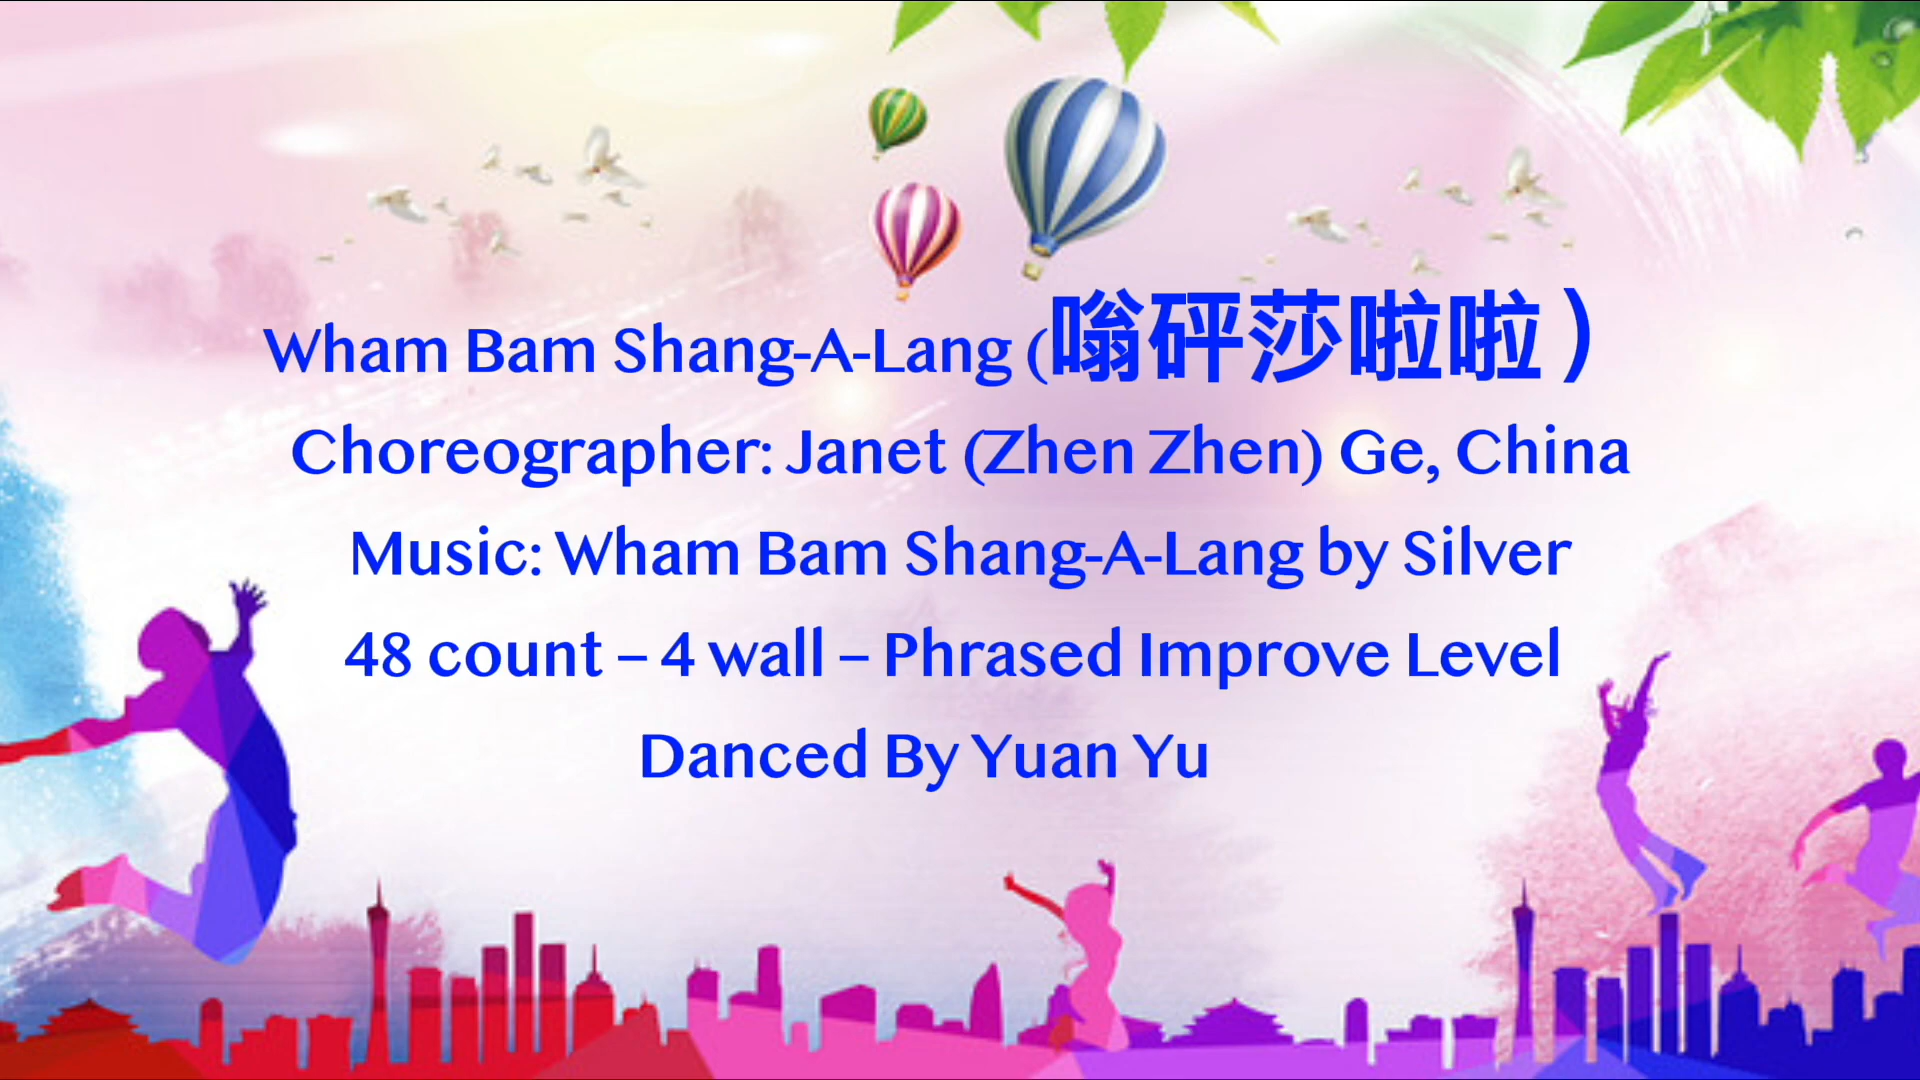 Wham Bam Shang-A-Lang (嗡砰莎啦啦）
Choreographer: Janet (Zhen Zhen) Ge, China
Music: Wham Bam Shang-A-Lang by Silver
48 count – 4 wall – Phrased Improve Level
Danced By Yuan Yu